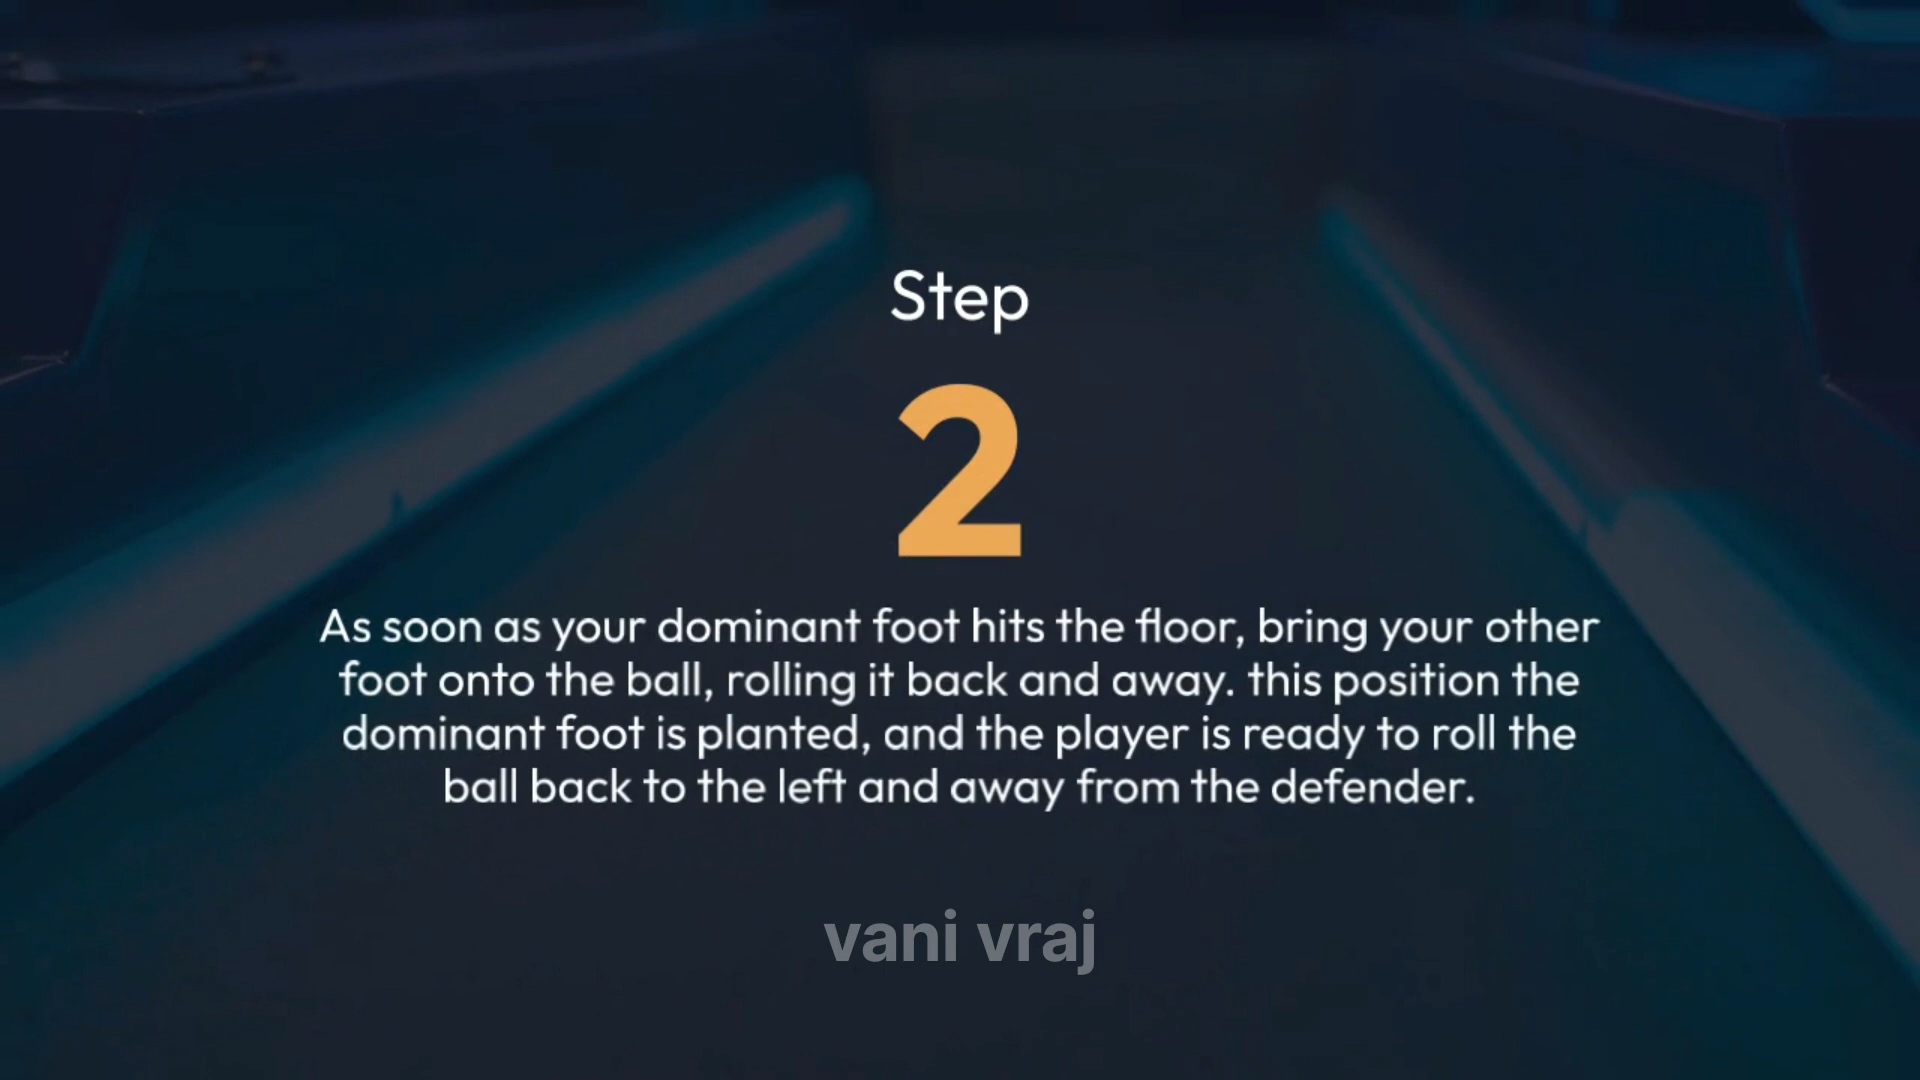 Step
2
As soon as your dominant foot hits the floor, bring your other
foot onto the ball, rolling it back and away. this position the
dominant foot is planted, and the player is ready to roll the
ball back to the left and away from the defender.
vani vraj